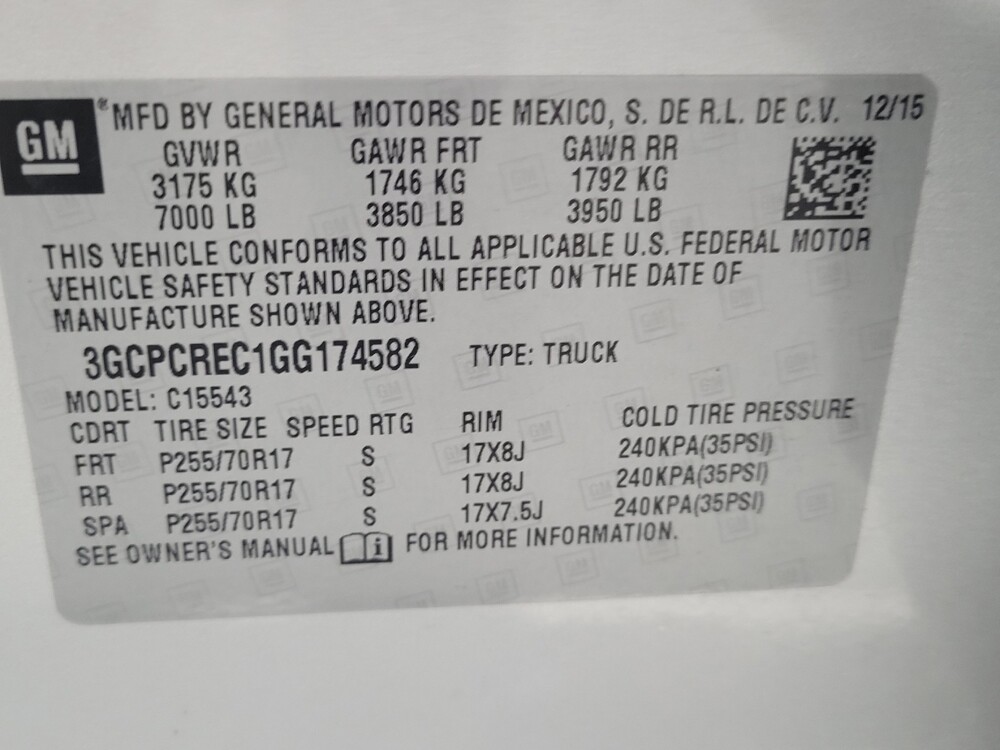 GM ®MFD BY GENERAL MOTORS DE MEXICO, S. DE R.L. DE C.V. 12/15
GVWR GAWR FRT GAWR RR
3175 KG 1746 KG 1792 KG
7000 LB 3850 LB 3950 LB
THIS VEHICLE CONFORMS TO ALL APPLICABLE U.S. FEDERAL MOTOR
VEHICLE SAFETY STANDARDS IN EFFECT ON THE DATE OF
MANUFACTURE SHOWN ABOVE.
3GCPCREC1GG174582 TYPE: TRUCK
MODEL: C15543
CDRT TIRE SIZE SPEED RTG RIM COLD TIRE PRESSURE
FRT P255/70R17 S 17X8J 240KPA(35PSI)
RR P255/70R17 S 17X8J 240KPA(35PSI)
SPA P255/70R17 S 17X7.5J 240KPA(35PSI)
SEE OWNER'S MANUAL i FOR MORE INFORMATION.